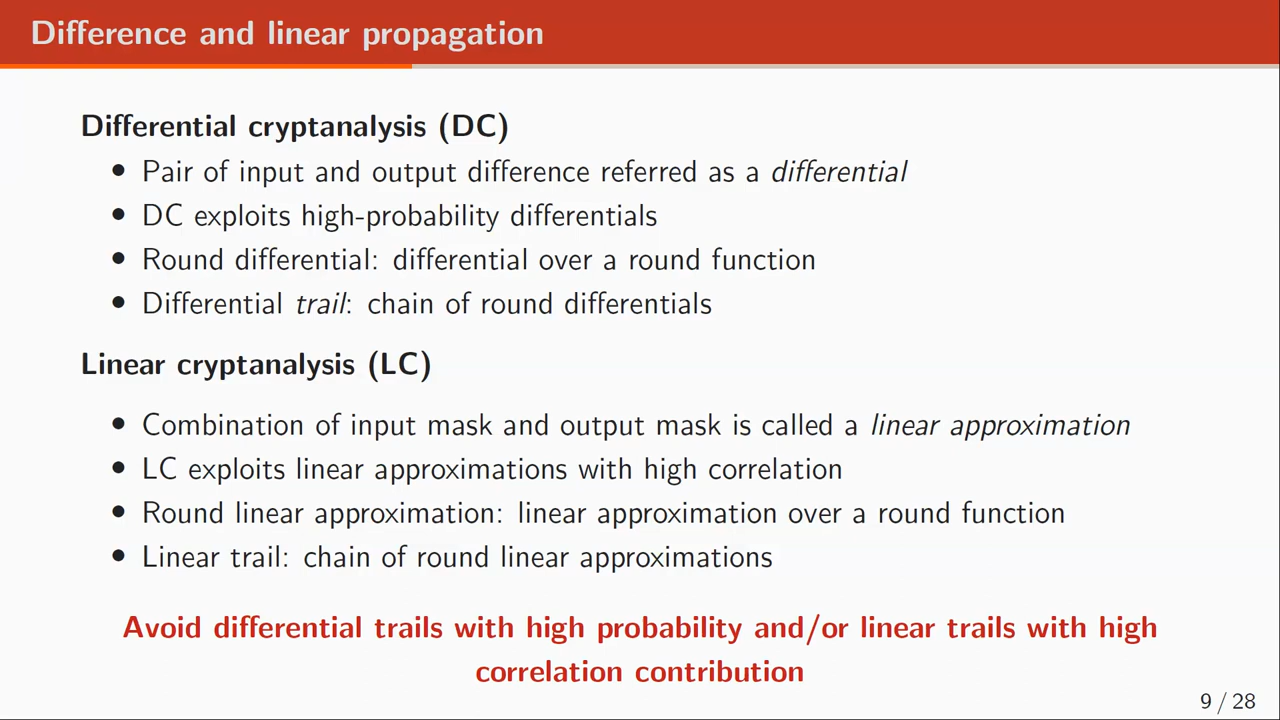 Difference and linear propagation
Differential cryptanalysis (DC)
• Pair of input and output difference referred as a differential
• DC exploits high-probability differentials
• Round differential: differential over a round function
• Differential trail: chain of round differentials
Linear cryptanalysis (LC)
• Combination of input mask and output mask is called a linear approximation
• LC exploits linear approximations with high correlation
• Round linear approximation: linear approximation over a round function
• Linear trail: chain of round linear approximations
Avoid differential trails with high probability and/or linear trails with high
correlation contribution
9 / 28